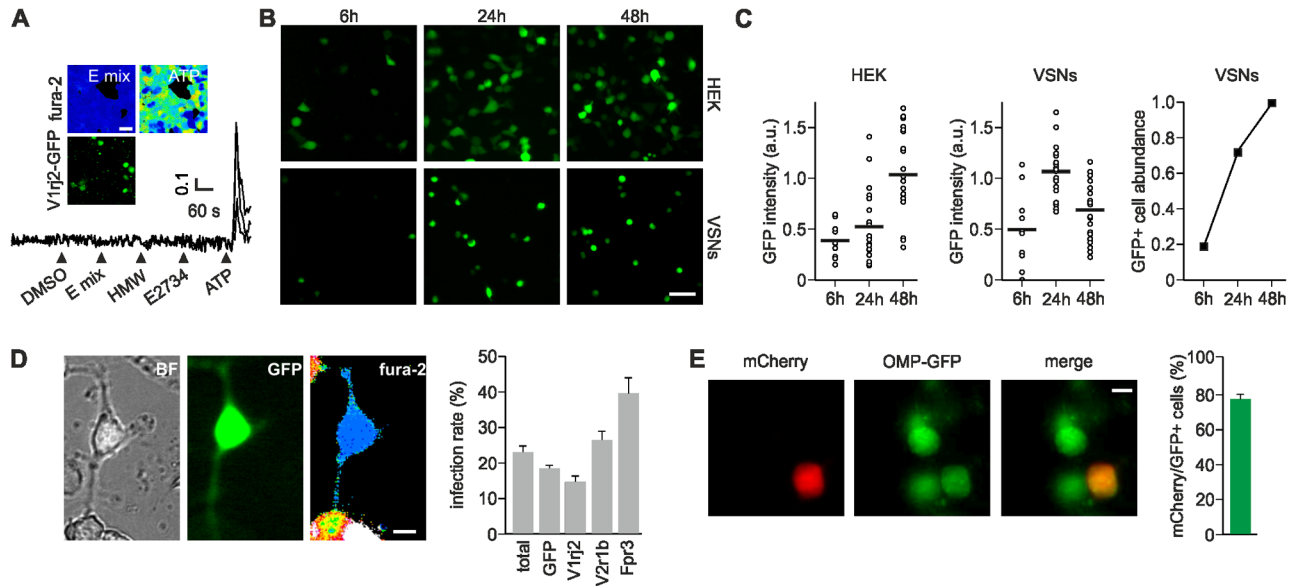 A
E mix
ATP
fura-2
V1rj2-GFP
0.1
60 s
DMSO
E mix
HMW
E2734
ATP
B
6h 24h 48h
HEK
VSNs
C
HEK
GFP intensity (a.u.)
1.5
1.0
0.5
0
6h 24h 48h
VSNs
GFP intensity (a.u.)
1.5
1.0
0.5
0
6h 24h 48h
VSNs
GFP+ cell abundance
1.0
0.8
0.6
0.4
0.2
0
6h 24h 48h
D
BF
GFP
fura-2
infection rate (%)
50
40
30
20
10
0
total
GFP
V1rj2
V2r1b
Fpr3
E
mCherry OMP-GFP merge
mCherry/GFP+ cells (%)
100
80
60
40
20
0